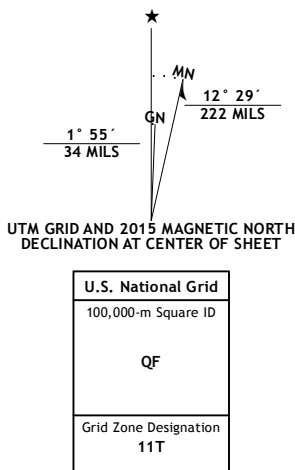 ★
MN
GN
12° 29´
222 MILS
1° 55´
34 MILS
UTM GRID AND 2015 MAGNETIC NORTH
DECLINATION AT CENTER OF SHEET
U.S. National Grid
100,000-m Square ID
QF
Grid Zone Designation
11T